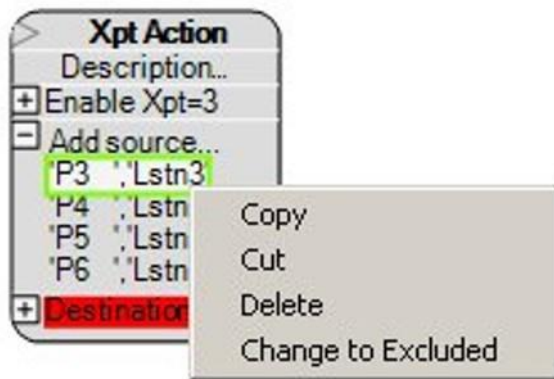 Xpt Action
Description...
Enable Xpt=3
Add source...
'P3 ','Lstn3
'P4 ','Lstn
'P5 ','Lstn
'P6 ','Lstn
Destination
Copy
Cut
Delete
Change to Excluded